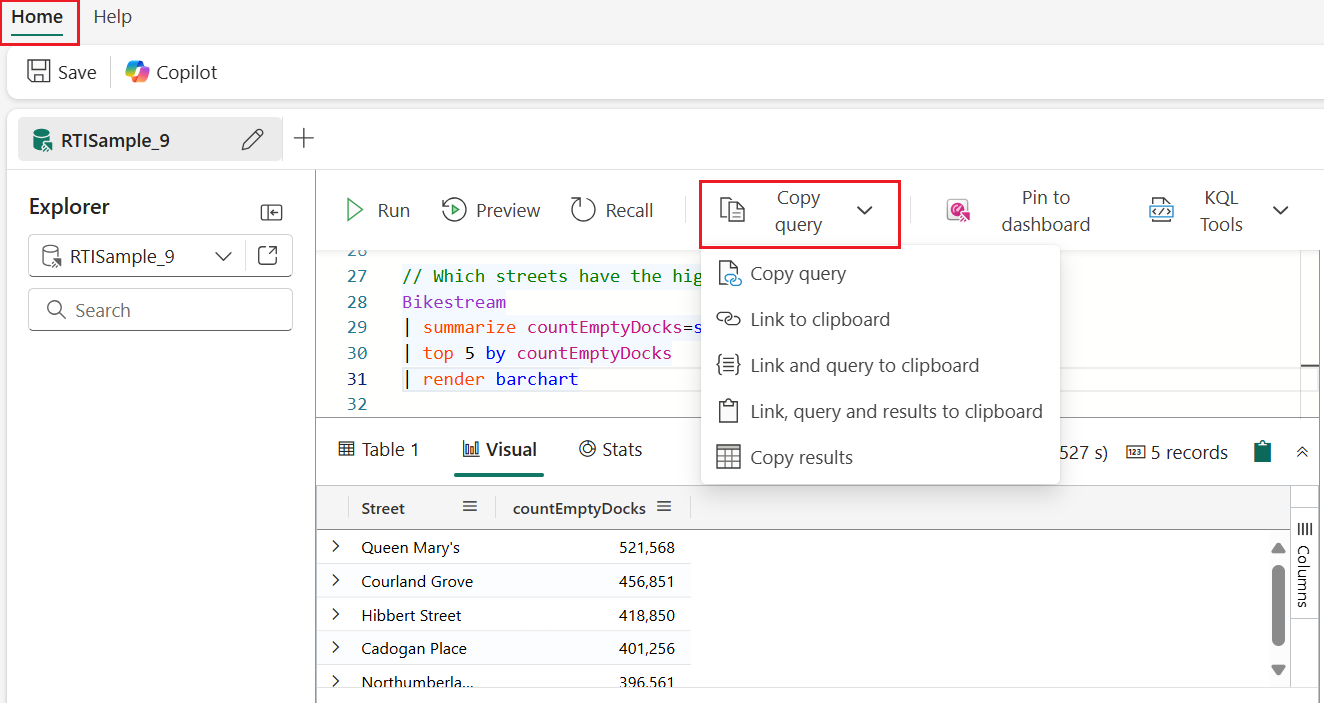 Home Help
Save Copilot
RTISample_9
Explorer
RTISample_9
Search
Run Preview Recall Copy query Pin to dashboard KQL Tools
Copy query
Link to clipboard
Link and query to clipboard
Link, query and results to clipboard
Copy results
26
27 // Which streets have the hig
28 Bikestream
29 | summarize countEmptyDocks=s
30 | top 5 by countEmptyDocks
31 | render barchart
32
Table 1 Visual Stats 527 s) 123 5 records
Street countEmptyDocks
Queen Mary's 521,568
Courland Grove 456,851
Hibbert Street 418,850
Cadogan Place 401,256
Northumberla... 396,561
Columns